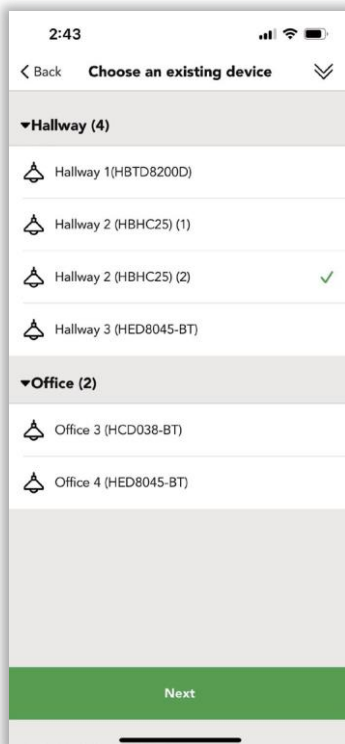 2:43
Back Choose an existing device
Hallway (4)
Hallway 1(HBTD8200D)
Hallway 2 (HBHC25) (1)
Hallway 2 (HBHC25) (2)
Hallway 3 (HED8045-BT)
Office (2)
Office 3 (HCD038-BT)
Office 4 (HED8045-BT)
Next